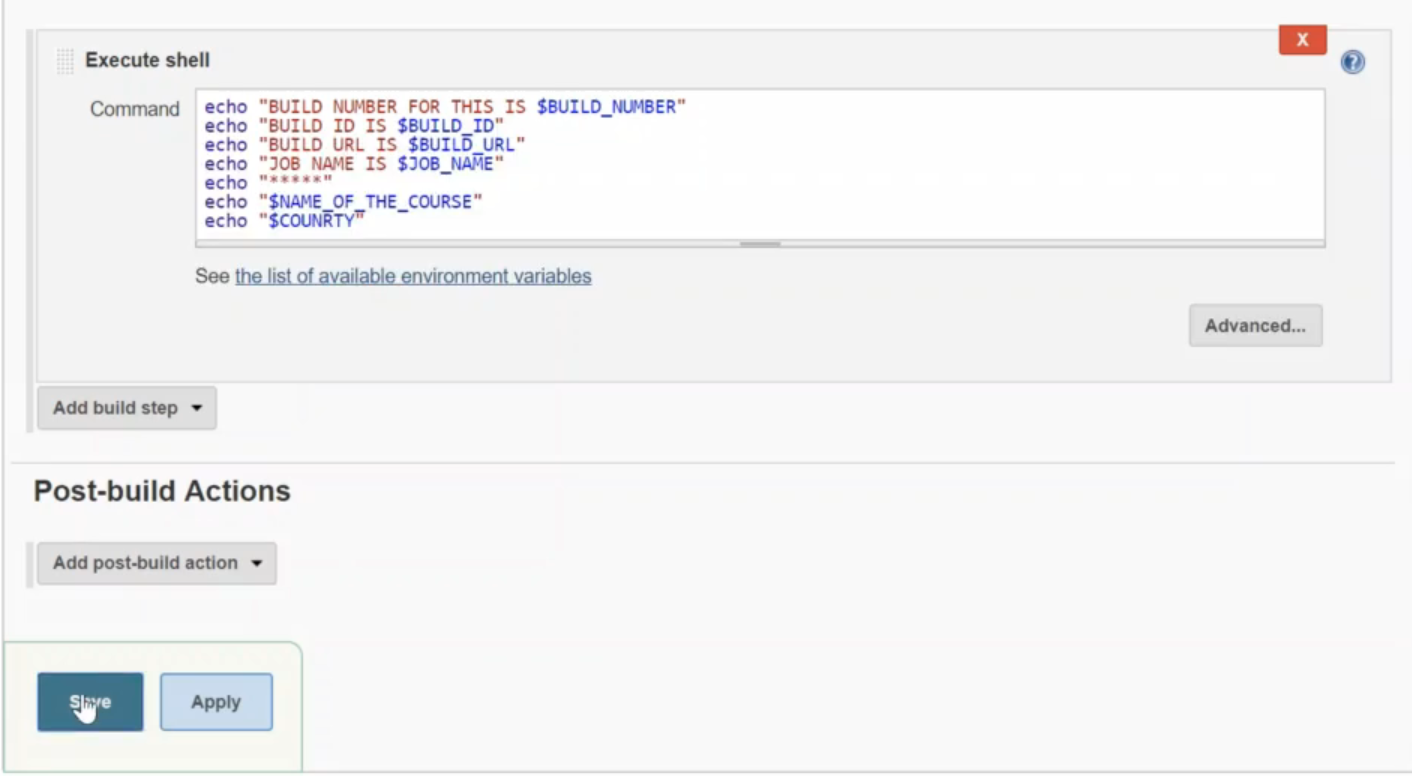 X
Execute shell
?
Command
echo "BUILD NUMBER FOR THIS IS $BUILD_NUMBER"
echo "BUILD ID IS $BUILD_ID"
echo "BUILD URL IS $BUILD_URL"
echo "JOB NAME IS $JOB_NAME"
echo "*****"
echo "$NAME_OF_THE_COURSE"
echo "$COUNRTY"
See the list of available environment variables
Advanced...
Add build step
Post-build Actions
Add post-build action
Save Apply